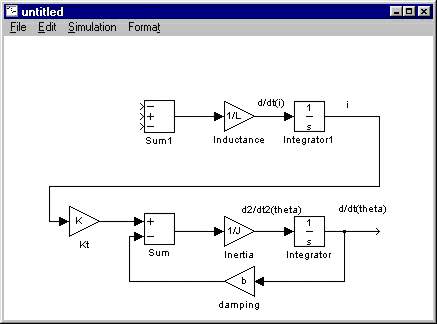 untitled
File Edit Simulation Format
− + −
1/L
1
s
d/dt(i)
i
Sum1
Inductance
Integrator1
K
+ −
1/J
1
s
d2/dt2(theta)
d/dt(theta)
Kt
Sum
Inertia
Integrator
b
damping